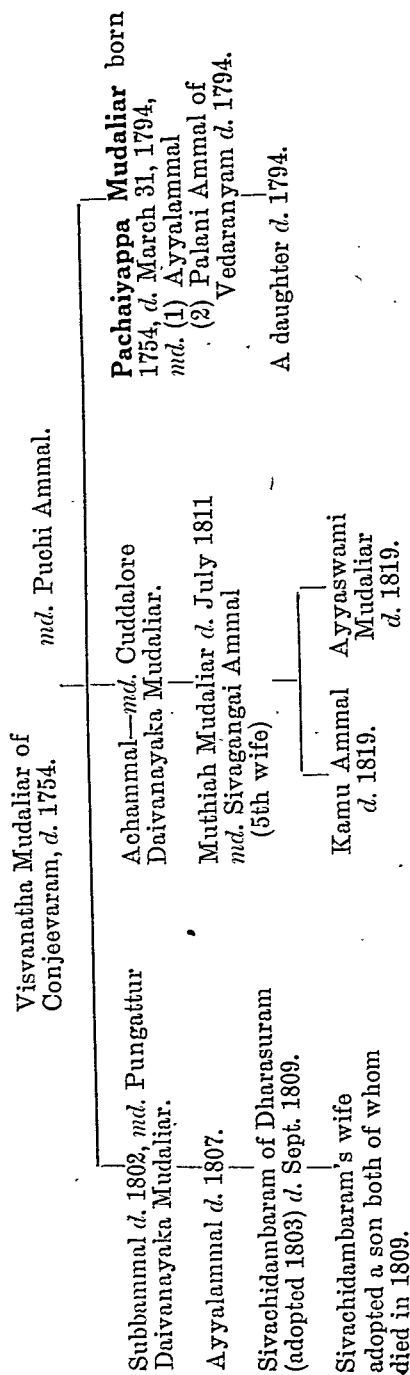 Visvanatha Mudaliar of
Conjeevaram, d. 1754.
md. Puchi Ammal.
Subbammal d. 1802, md. Pungattur
Daivanayaka Mudaliar.
Ayyalammal d. 1807.
Sivachidambaram of Dharasuram
(adopted 1803) d. Sept. 1809.
Sivachidambaram's wife
adopted a son both of whom
died in 1809.
Achammal—md. Cuddalore
Daivanayaka Mudaliar.
Muthiah Mudaliar d. July 1811
md. Sivagangai Ammal
(5th wife)
Kamu Ammal
d. 1819.
Ayyaswami
Mudaliar
d. 1819.
Pachaiyappa Mudaliar born
1754, d. March 31, 1794,
md. (1) Ayyalammal
(2) Palani Ammal of
Vedaranyam d. 1794.
A daughter d. 1794.